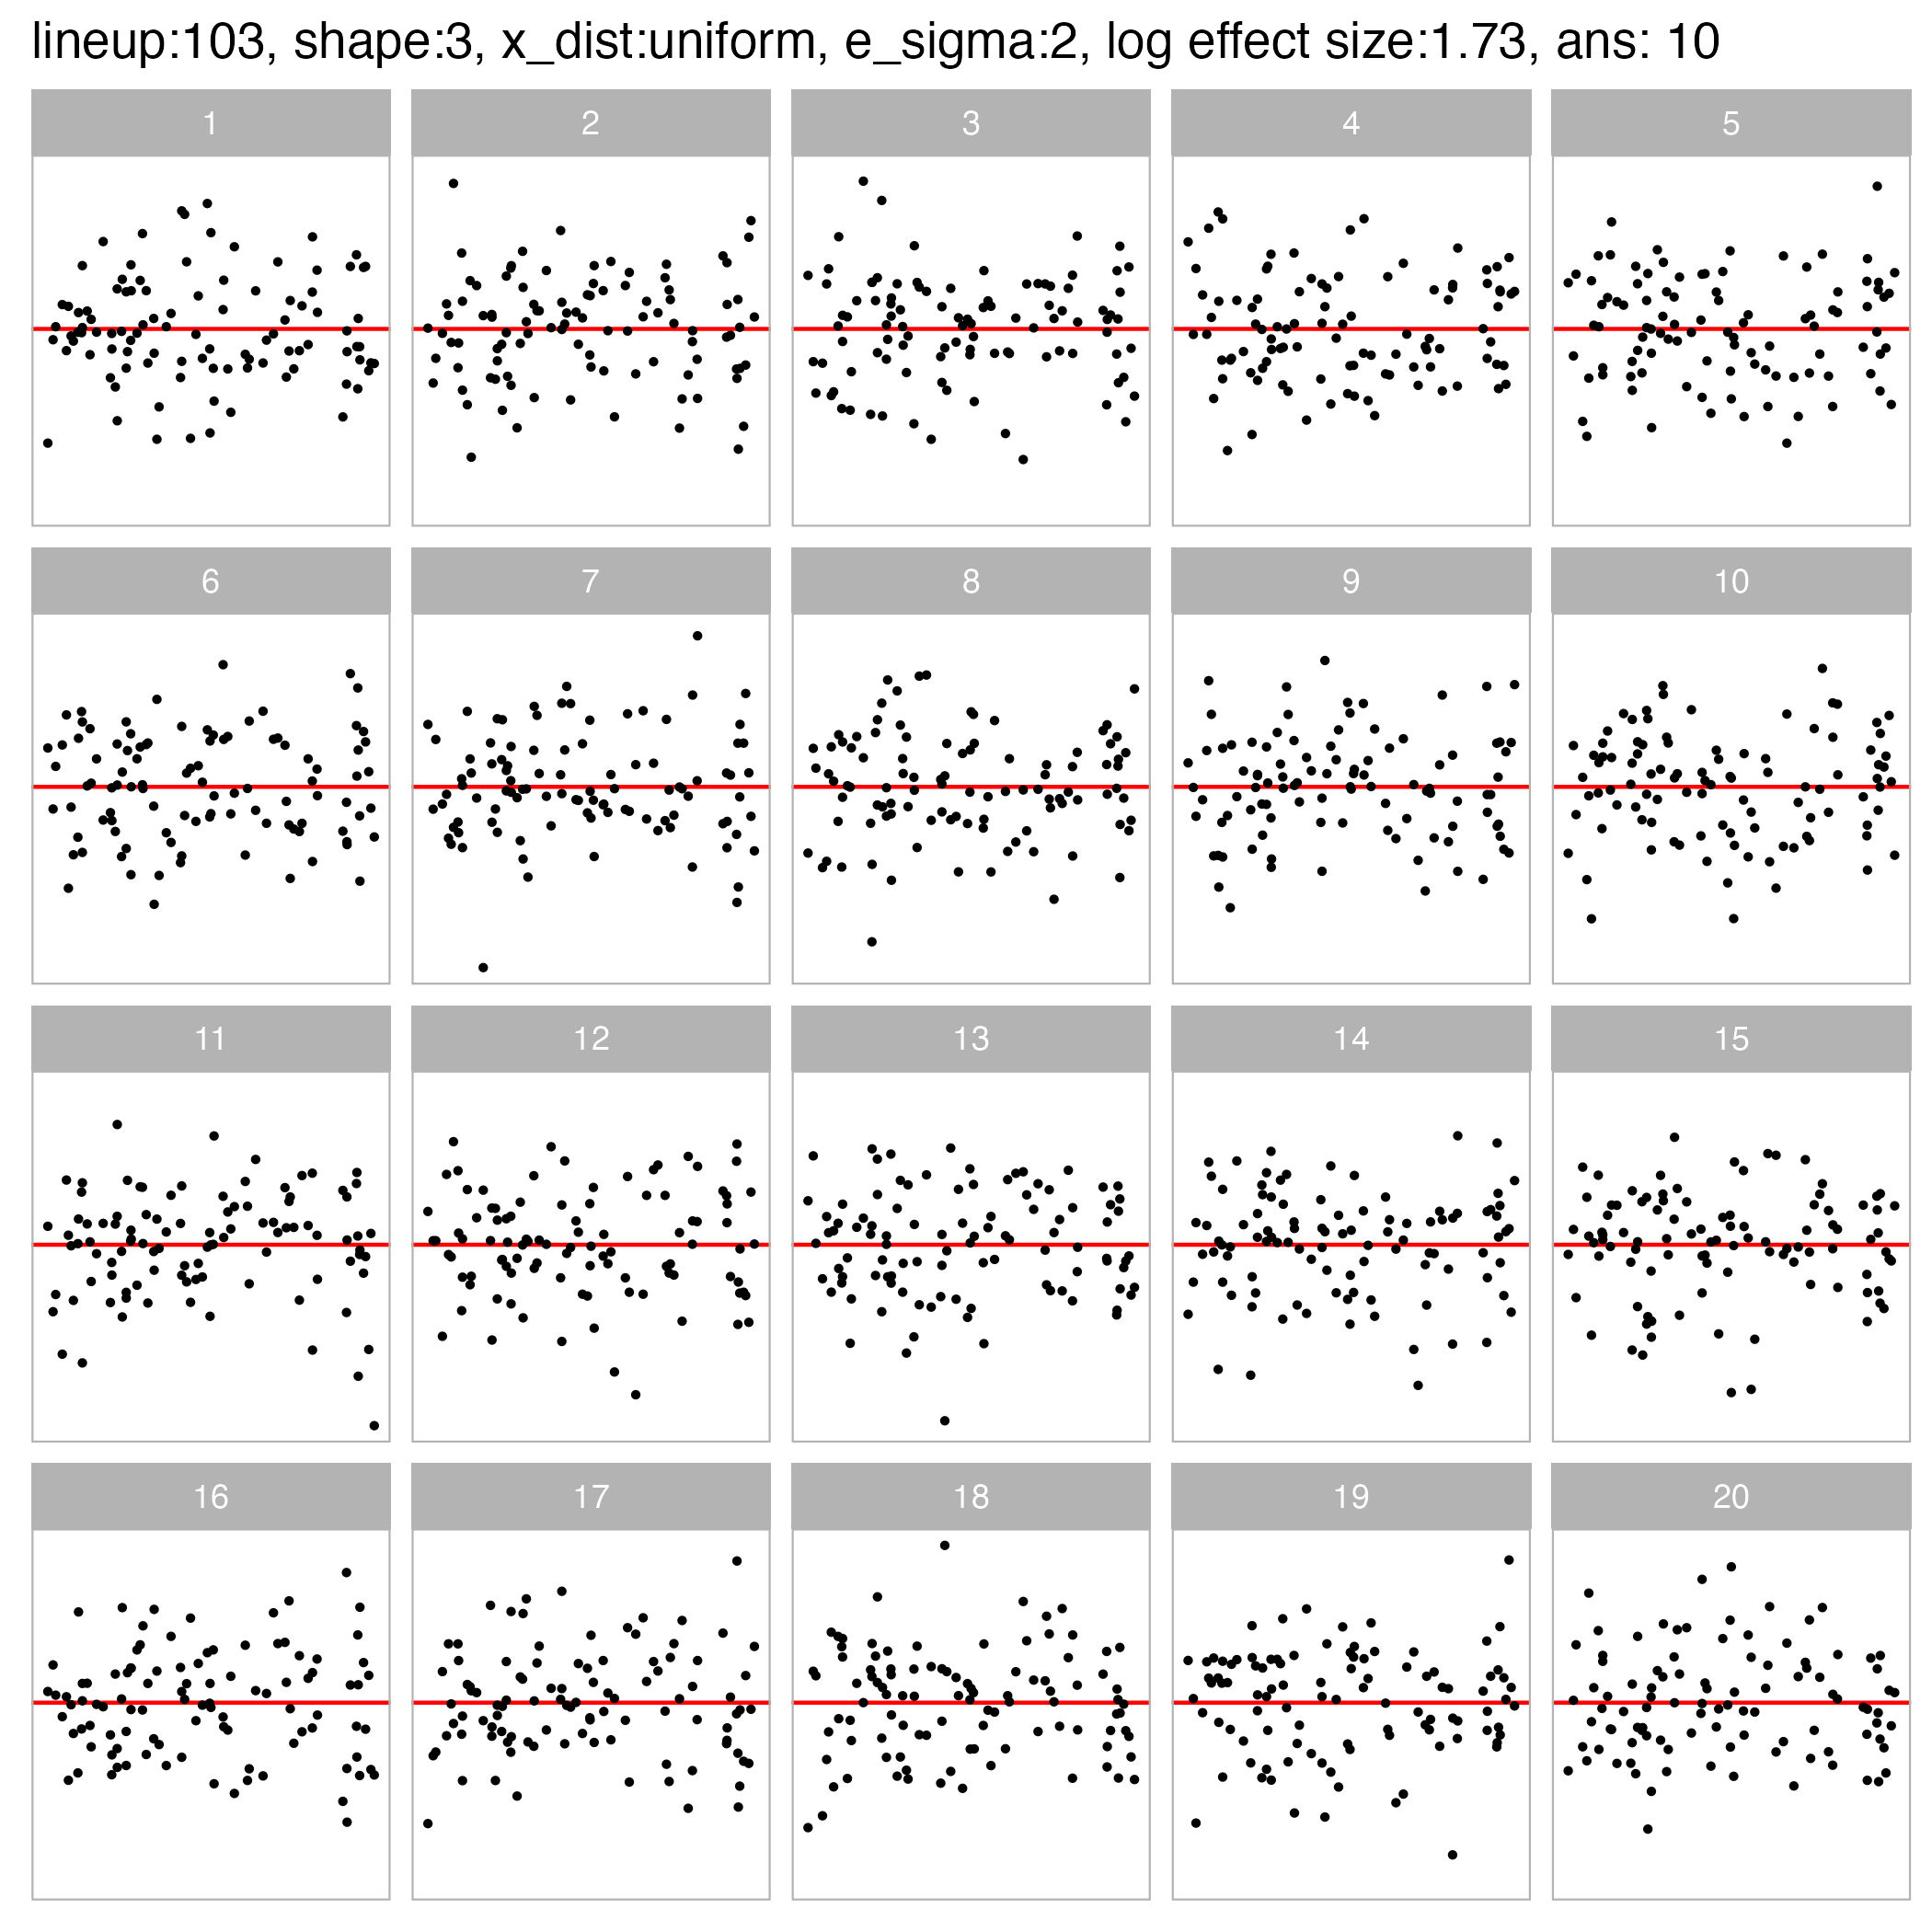 lineup:103, shape:3, x_dist:uniform, e_sigma:2, log effect size:1.73, ans: 10
1 2 3 4 5
6 7 8 9 10
11 12 13 14 15
16 17 18 19 20